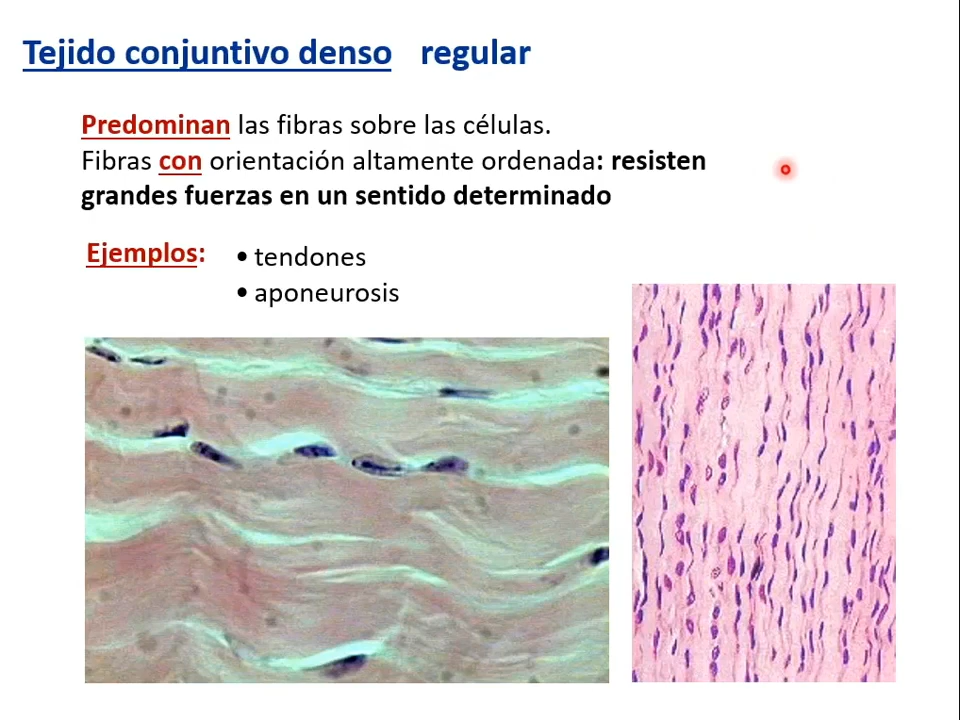 Tejido conjuntivo denso regular
Predominan las fibras sobre las células.
Fibras con orientación altamente ordenada: resisten
grandes fuerzas en un sentido determinado
Ejemplos:
• tendones
• aponeurosis